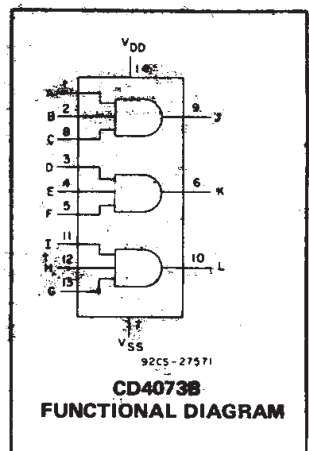 VDD
14
A
B 2 9 J
C 8
D 3
E 4 6 K
F 5
I 11
H 12 10 L
G 13
VSS
92CS-27571
CD4073B
FUNCTIONAL DIAGRAM